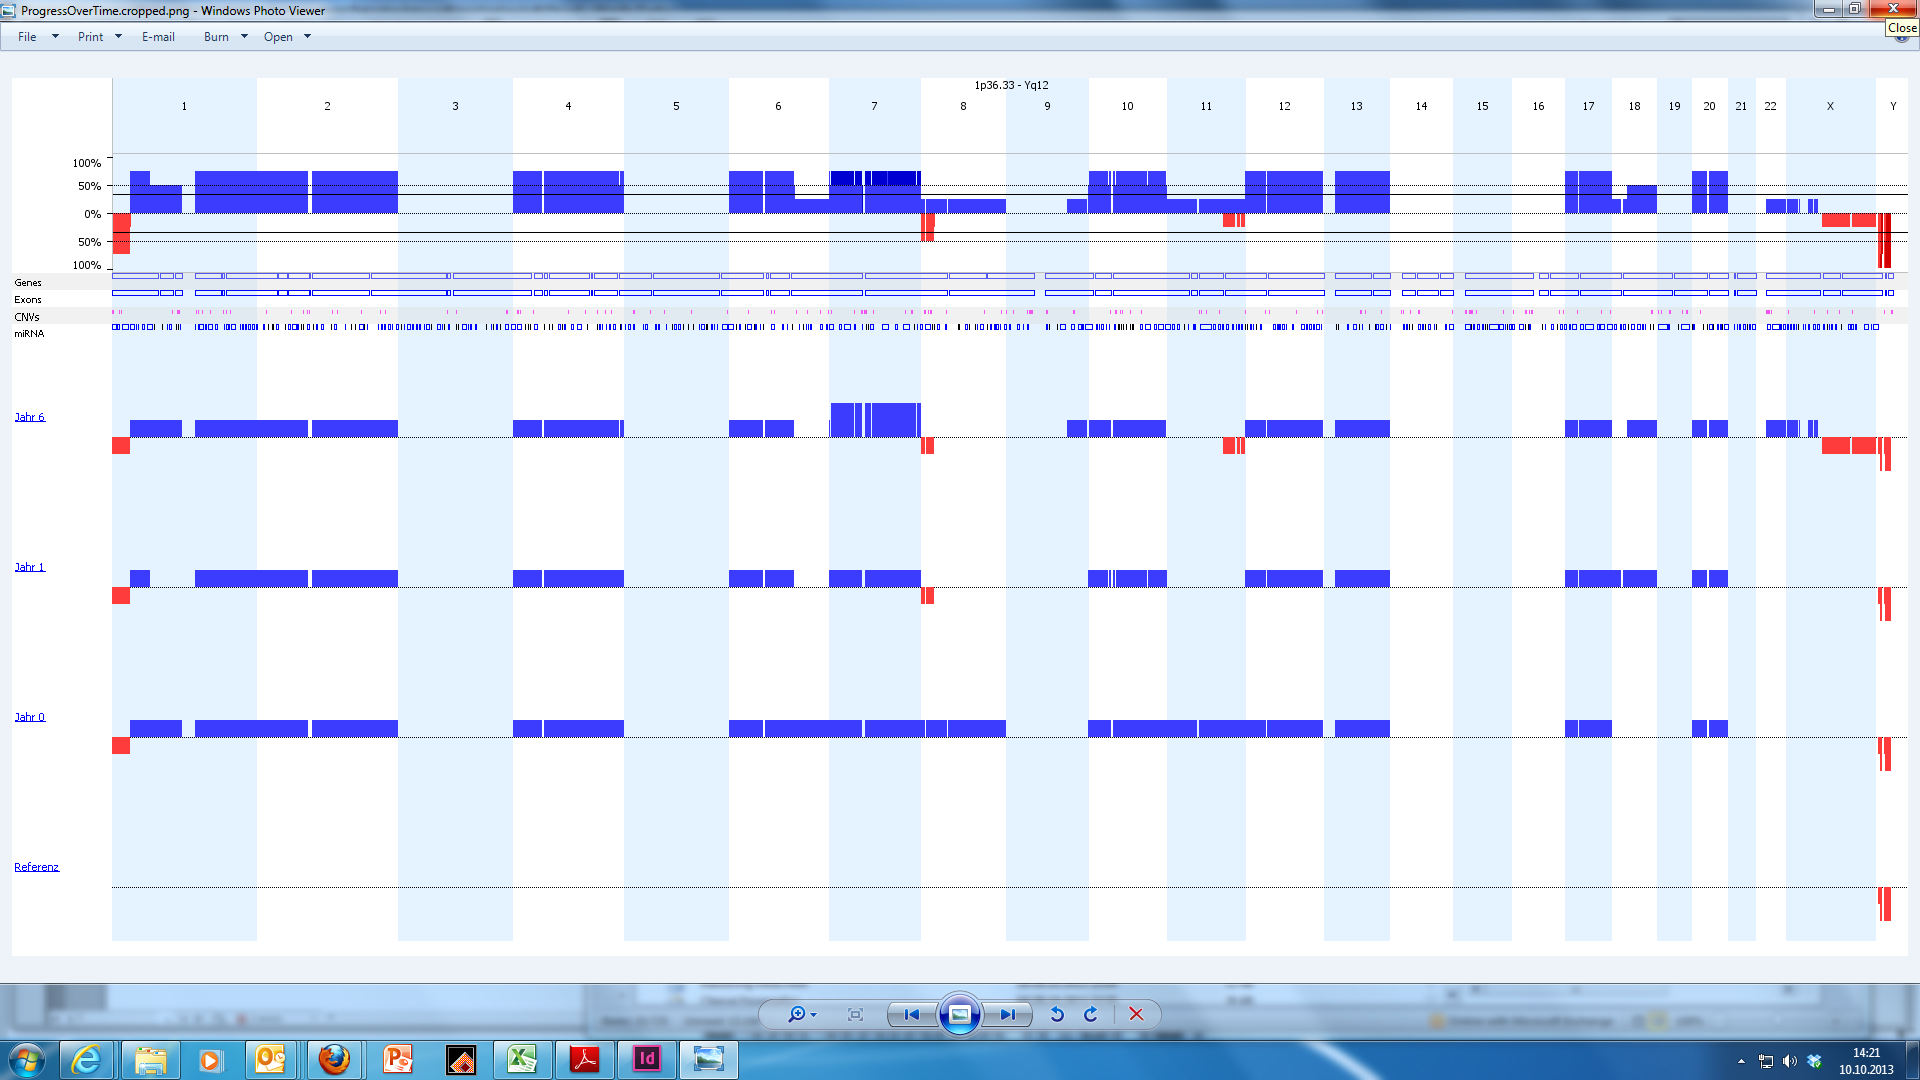 ProgressOverTime.cropped.png - Windows Photo Viewer
Close
File Print E-mail Burn Open
1p36.33 - Yq12
1 2 3 4 5 6 7 8 9 10 11 12 13 14 15 16 17 18 19 20 21 22 X Y
100%
50%
0%
50%
100%
Genes
Exons
CNVs
miRNA
Jahr 6
Jahr 1
Jahr 0
Referenz
Id
14:21
10.10.2013